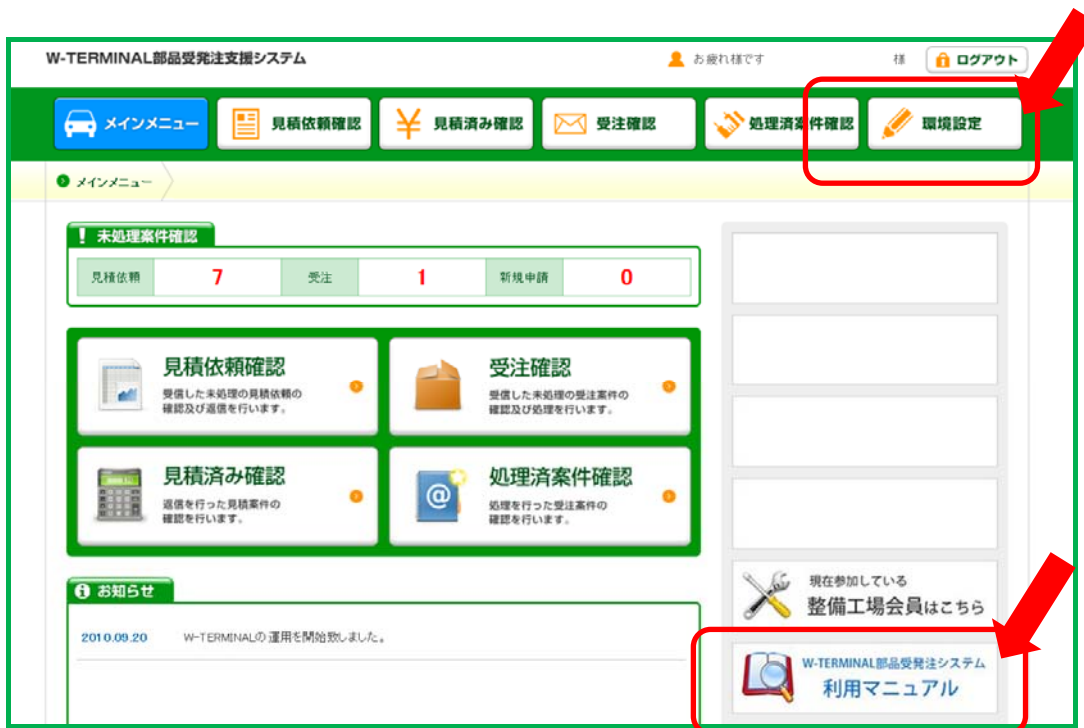 W-TERMINAL部品受発注支援システム
お疲れ様です
様
ログアウト
メインメニュー
見積依頼確認
見積済み確認
受注確認
処理済案件確認
環境設定
メインメニュー
! 未処理案件確認
見積依頼
7
受注
1
新規申請
0
見積依頼確認
受信した未処理の見積依頼の
確認及び返信を行います。
受注確認
受信した未処理の受注案件の
確認及び処理を行います。
見積済み確認
返信を行った見積案件の
確認を行います。
処理済案件確認
処理を行った受注案件の
確認を行います。
お知らせ
2010.09.20 W-TERMINALの運用を開始致しました。
現在参加している
整備工場会員はこちら
W-TERMINAL部品受発注システム
利用マニュアル